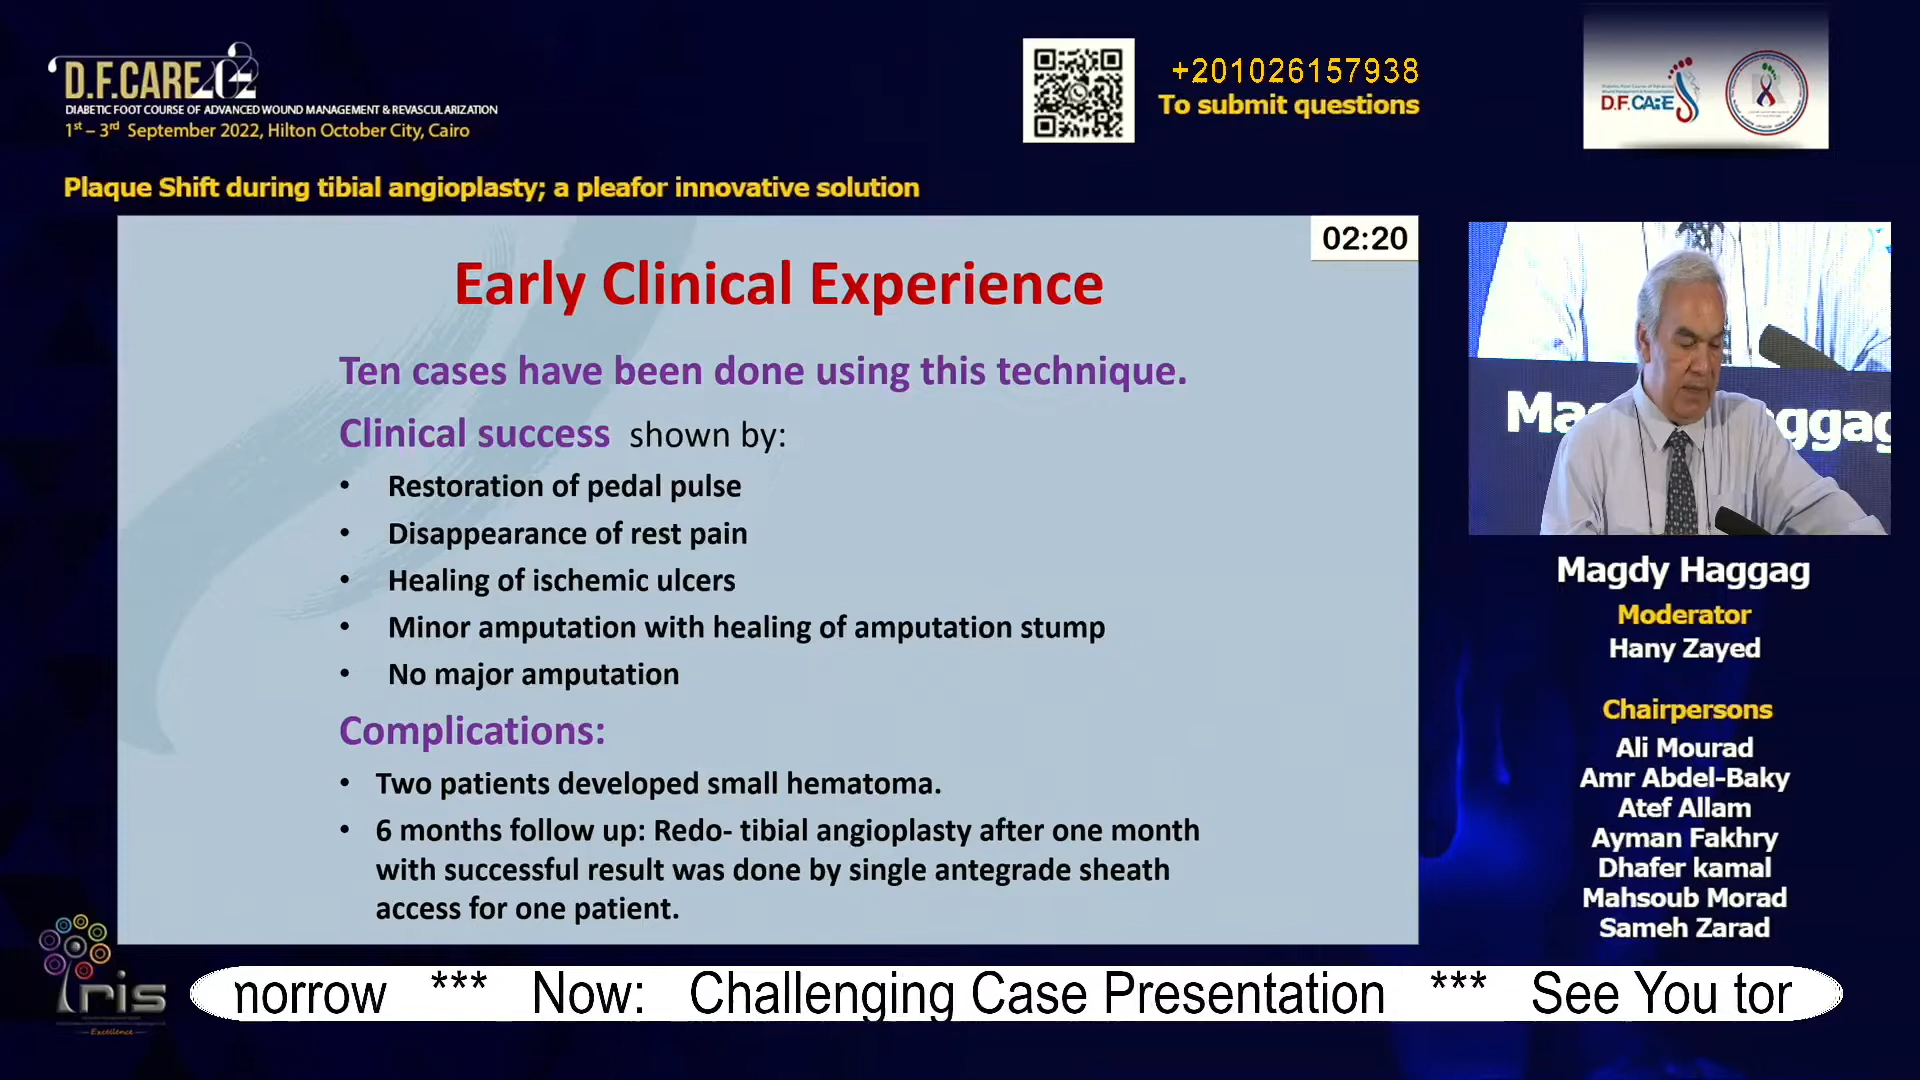 D.F.CARE
DIABETIC FOOT COURSE OF ADVANCED WOUND MANAGEMENT & REVASCULARIZATION
1st – 3rd September 2022, Hilton October City, Cairo
+201026157938
To submit questions
D.F.CARE
Plaque Shift during tibial angioplasty; a pleafor innovative solution
02:20
Early Clinical Experience
Ten cases have been done using this technique.
Clinical success shown by:
• Restoration of pedal pulse
• Disappearance of rest pain
• Healing of ischemic ulcers
• Minor amputation with healing of amputation stump
• No major amputation
Complications:
• Two patients developed small hematoma.
• 6 months follow up: Redo- tibial angioplasty after one month
with successful result was done by single antegrade sheath
access for one patient.
Magdy Haggag
Moderator
Hany Zayed
Chairpersons
Ali Mourad
Amr Abdel-Baky
Atef Allam
Ayman Fakhry
Dhafer kamal
Mahsoub Morad
Sameh Zarad
Iris
Excellence
norrow *** Now: Challenging Case Presentation *** See You tor